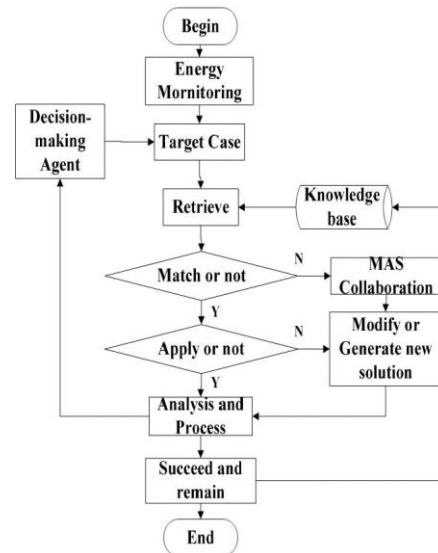 Begin
Energy
Mornitoring
Decision-
making
Agent
Target Case
Retrieve
Knowledge
base
Match or not
N
MAS
Collaboration
Y
Apply or not
N
Modify or
Generate new
solution
Y
Analysis and
Process
Succeed and
remain
End